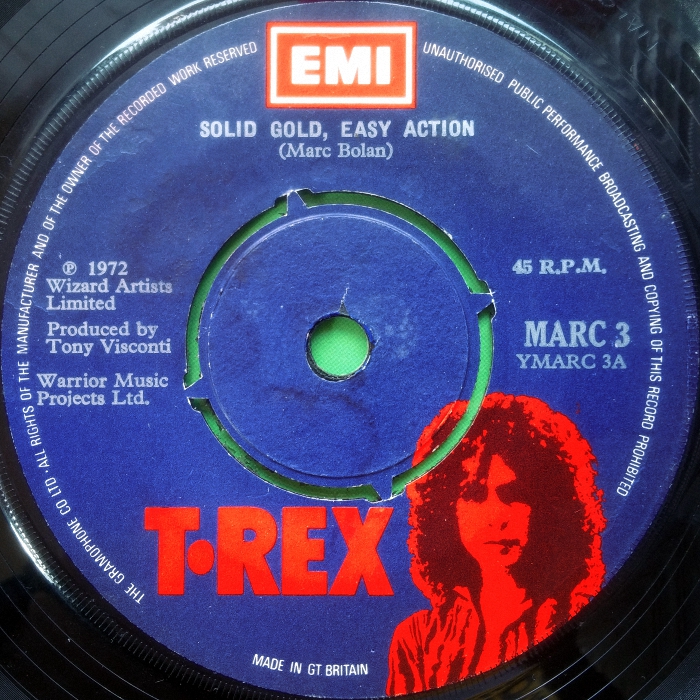 EMI
SOLID GOLD, EASY ACTION
(Marc Bolan)
℗ 1972
Wizard Artists
Limited
Produced by
Tony Visconti
Warrior Music
Projects Ltd.
45 R.P.M.
MARC 3
YMARC 3A
T·REX
MADE IN GT. BRITAIN
THE GRAMOPHONE CO LTD · ALL RIGHTS OF THE MANUFACTURER AND OF THE OWNER OF THE RECORDED WORK RESERVED
UNAUTHORISED PUBLIC PERFORMANCE BROADCASTING AND COPYING OF THIS RECORD PROHIBITED